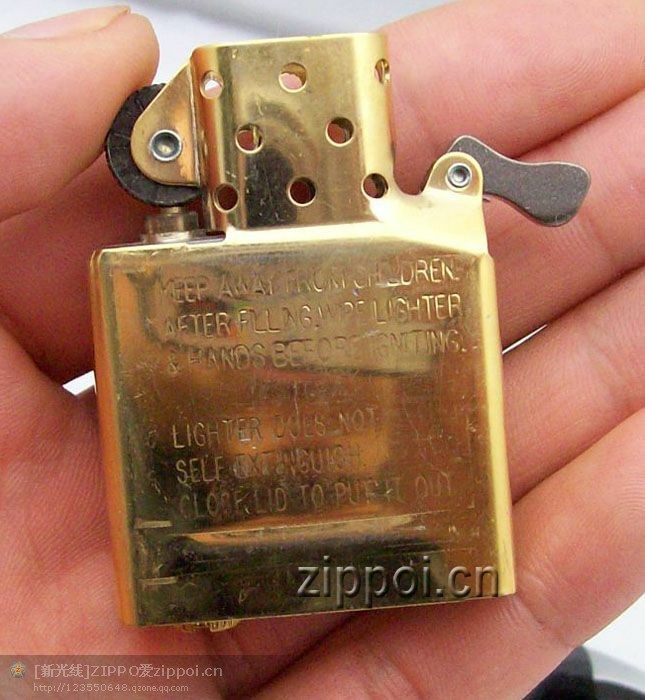 KEEP AWAY FROM CHILDREN.
AFTER FILLING, WIPE LIGHTER
& HANDS BEFORE IGNITING.
LIGHTER DOES NOT
SELF EXTINGUISH
CLOSE LID TO PUT IT OUT
zippoi.cn
[新光线]ZIPPO爱zippoi.cn
http://123550648.qzone.qq.com